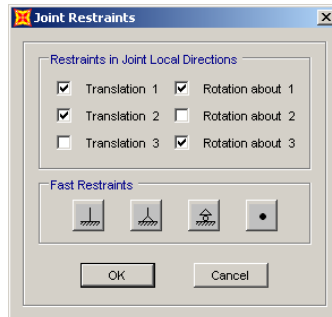 Joint Restraints
Restraints in Joint Local Directions
Translation 1 Rotation about 1
Translation 2 Rotation about 2
Translation 3 Rotation about 3
Fast Restraints
OK Cancel